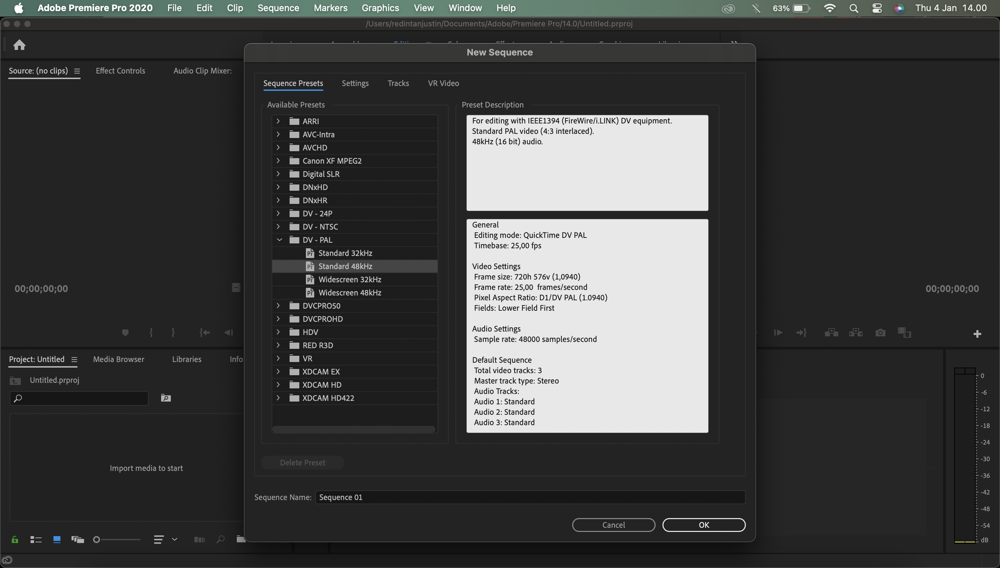 Adobe Premiere Pro 2020 File Edit Clip Sequence Markers Graphics View Window Help 63% Thu 4 Jan 14.00
/Users/redintanjustin/Documents/Adobe/Premiere Pro/14.0/Untitled.prproj
New Sequence
Source: (no clips) Effect Controls Audio Clip Mixer:
Sequence Presets Settings Tracks VR Video
Available Presets
ARRI
AVC-Intra
AVCHD
Canon XF MPEG2
Digital SLR
DNxHD
DNxHR
DV - 24P
DV - NTSC
DV - PAL
Pr Standard 32kHz
Pr Standard 48kHz
Pr Widescreen 32kHz
Pr Widescreen 48kHz
DVCPRO50
DVCPROHD
HDV
RED R3D
VR
XDCAM EX
XDCAM HD
XDCAM HD422
Preset Description
For editing with IEEE1394 (FireWire/i.LINK) DV equipment.
Standard PAL video (4:3 interlaced).
48kHz (16 bit) audio.
General
Editing mode: QuickTime DV PAL
Timebase: 25,00 fps
Video Settings
Frame size: 720h 576v (1,0940)
Frame rate: 25,00 frames/second
Pixel Aspect Ratio: D1/DV PAL (1.0940)
Fields: Lower Field First
Audio Settings
Sample rate: 48000 samples/second
Default Sequence
Total video tracks: 3
Master track type: Stereo
Audio Tracks:
Audio 1: Standard
Audio 2: Standard
Audio 3: Standard
Delete Preset
Sequence Name: Sequence 01
Cancel OK
00;00;00;00
00;00;00;00
Project: Untitled Media Browser Libraries Info
Untitled.prproj
Import media to start
0
-6
-12
-18
-24
-30
-36
-42
-48
-54
dB